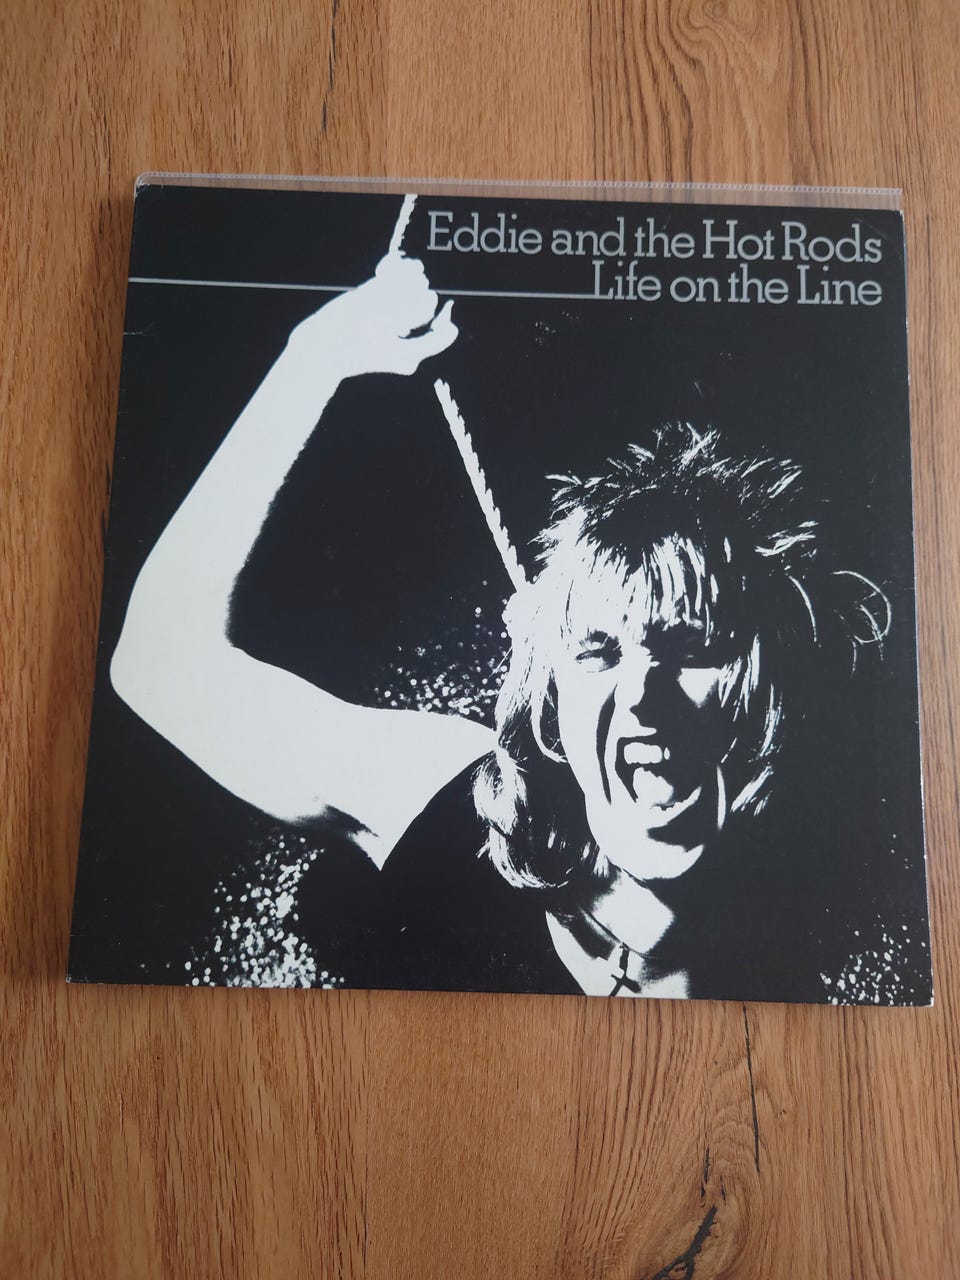 Eddie and the Hot Rods
Life on the Line